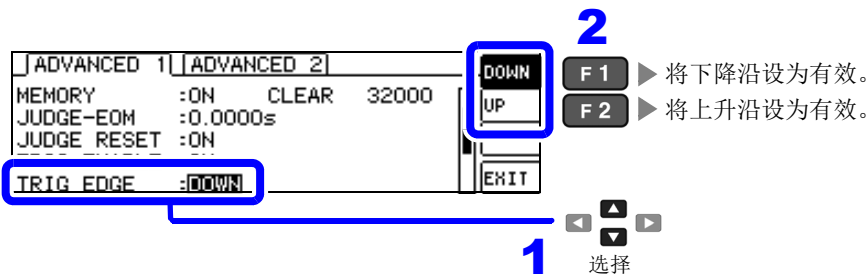 2
ADVANCED 1 ADVANCED 2
MEMORY :ON CLEAR 32000
JUDGE-EOM :0.0000s
JUDGE RESET :ON
TRIG EDGE :DOWN
DOWN
UP
EXIT
F 1 ▶ 将下降沿设为有效。
F 2 ▶ 将上升沿设为有效。
1
选择